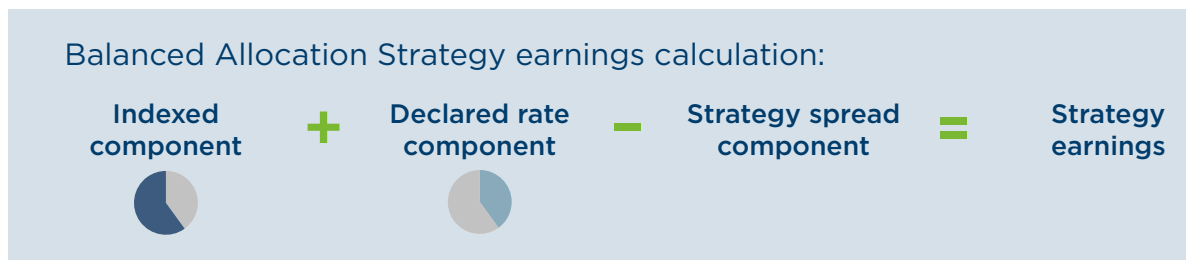 Balanced Allocation Strategy earnings calculation:
Indexed component + Declared rate component – Strategy spread component = Strategy earnings